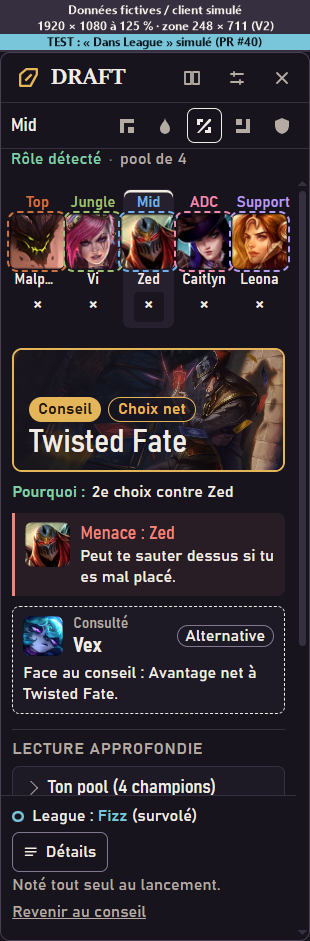 Données fictives / client simulé
1920 × 1080 à 125 % · zone 248 × 711 (V2)
TEST : « Dans League » simulé (PR #40)
DRAFT
Mid
Rôle détecté · pool de 4
Top Jungle Mid ADC Support
Malp... Vi Zed Caitlyn Leona
× × × × ×
Conseil Choix net
Twisted Fate
Pourquoi : 2e choix contre Zed
Menace : Zed
Peut te sauter dessus si tu
es mal placé.
Consulté
Vex
Alternative
Face au conseil : Avantage net à
Twisted Fate.
LECTURE APPROFONDIE
Ton pool (4 champions)
League : Fizz (survolé)
Détails
Noté tout seul au lancement.
Revenir au conseil